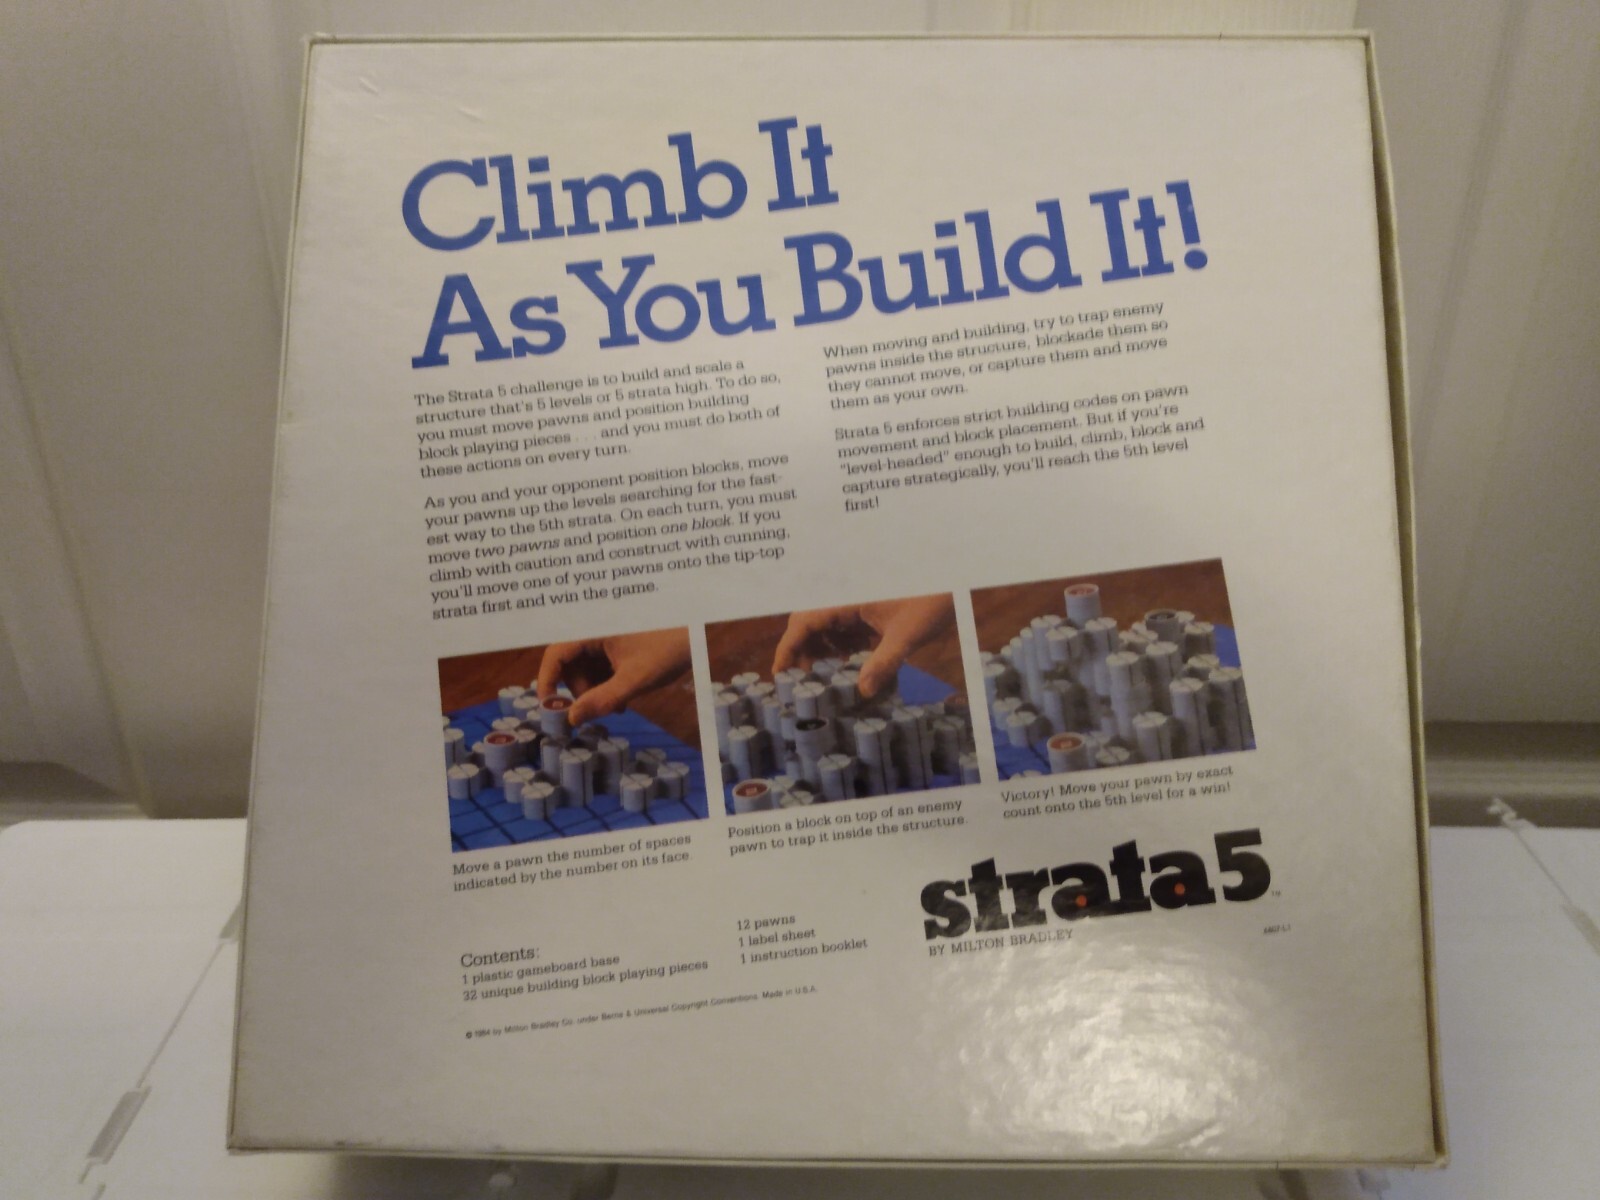 Climb It
As You Build It!
The Strata 5 challenge is to build and scale a
structure that's 5 levels or 5 strata high. To do so,
you must move pawns and position building
block playing pieces . . . and you must do both of
these actions on every turn.
As you and your opponent position blocks, move
your pawns up the levels searching for the fast-
est way to the 5th strata. On each turn, you must
move two pawns and position one block. If you
climb with caution and construct with cunning,
you'll move one of your pawns onto the tip-top
strata first and win the game.
When moving and building, try to trap enemy
pawns inside the structure, blockade them so
they cannot move, or capture them and move
them as your own.
Strata 5 enforces strict building codes on pawn
movement and block placement. But if you're
"level-headed" enough to build, climb, block and
capture strategically, you'll reach the 5th level
first!
Move a pawn the number of spaces
indicated by the number on its face.
Position a block on top of an enemy
pawn to trap it inside the structure.
Victory! Move your pawn by exact
count onto the 5th level for a win!
Contents:
1 plastic gameboard base
32 unique building block playing pieces
12 pawns
1 label sheet
1 instruction booklet
strata 5 ™
BY MILTON BRADLEY
© 1984 by Milton Bradley Co. under Berne & Universal Copyright Conventions. Made in U.S.A.